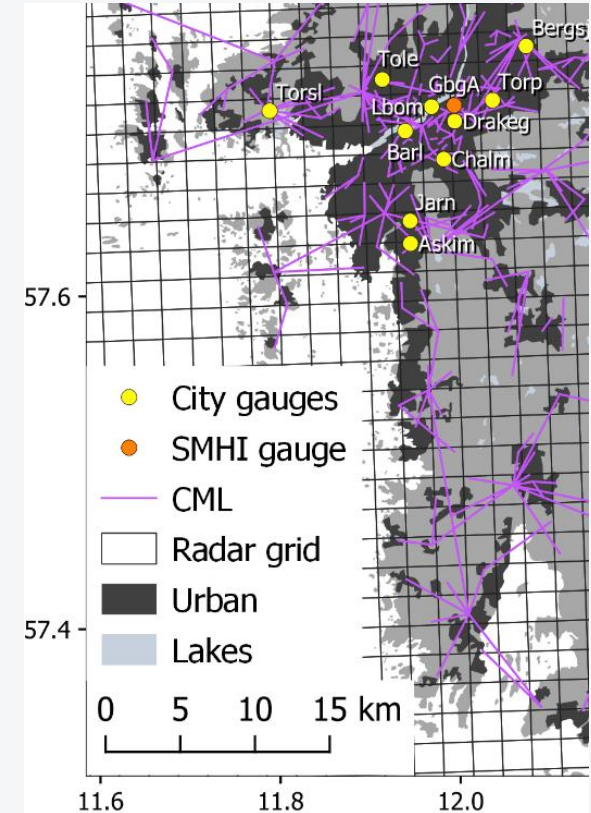 Bergsj
Tole
GbgA
Torp
Torsl
Lbom
Drakeg
Barl
Chalm
Jarn
Askim
57.6
City gauges
SMHI gauge
CML
Radar grid
Urban
57.4
Lakes
0 5 10 15 km
11.6 11.8 12.0